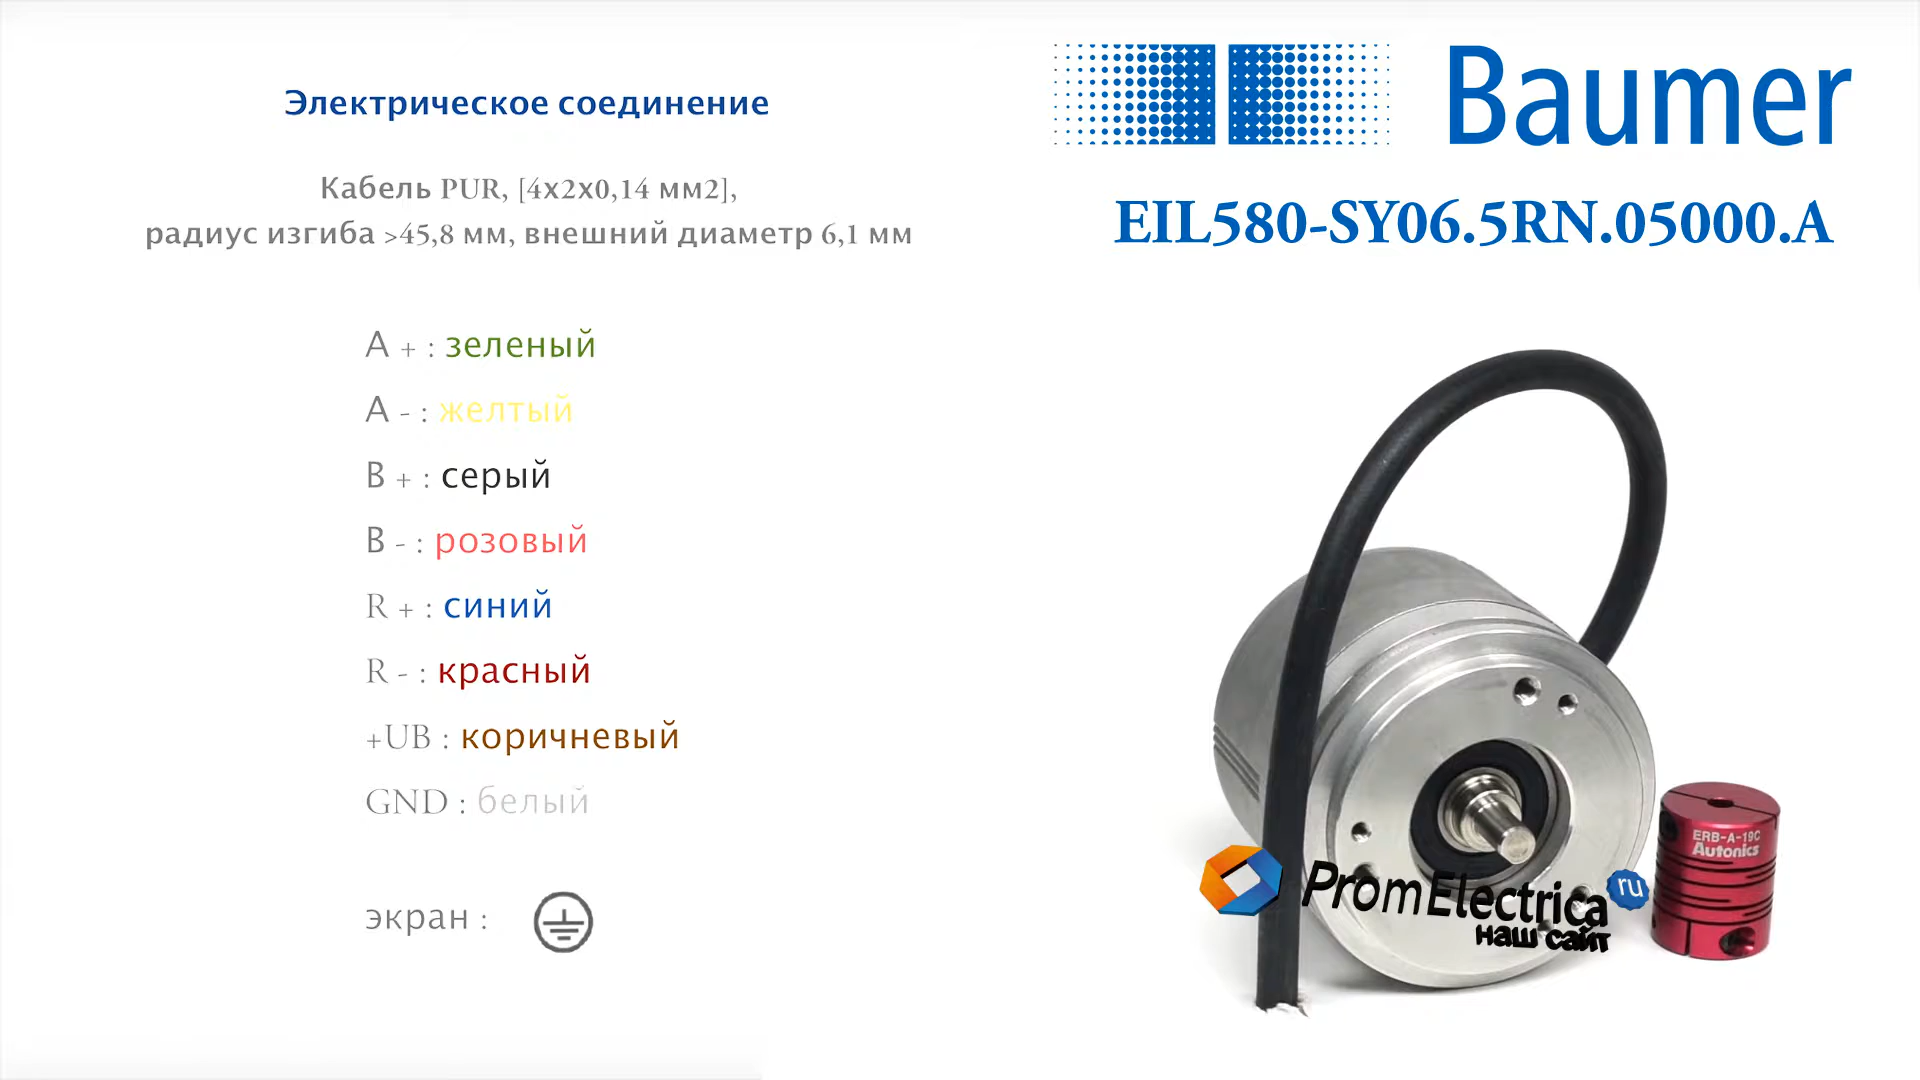 Электрическое соединение
Кабель PUR, [4x2x0,14 мм2],
радиус изгиба >45,8 мм, внешний диаметр 6,1 мм
A + : зеленый
A - : желтый
B + : серый
B - : розовый
R + : синий
R - : красный
+UB : коричневый
GND : белый
экран :
Baumer
EIL580-SY06.5RN.05000.A
ERB-A-19C
Autonics
PromElectrica ru
наш сайт